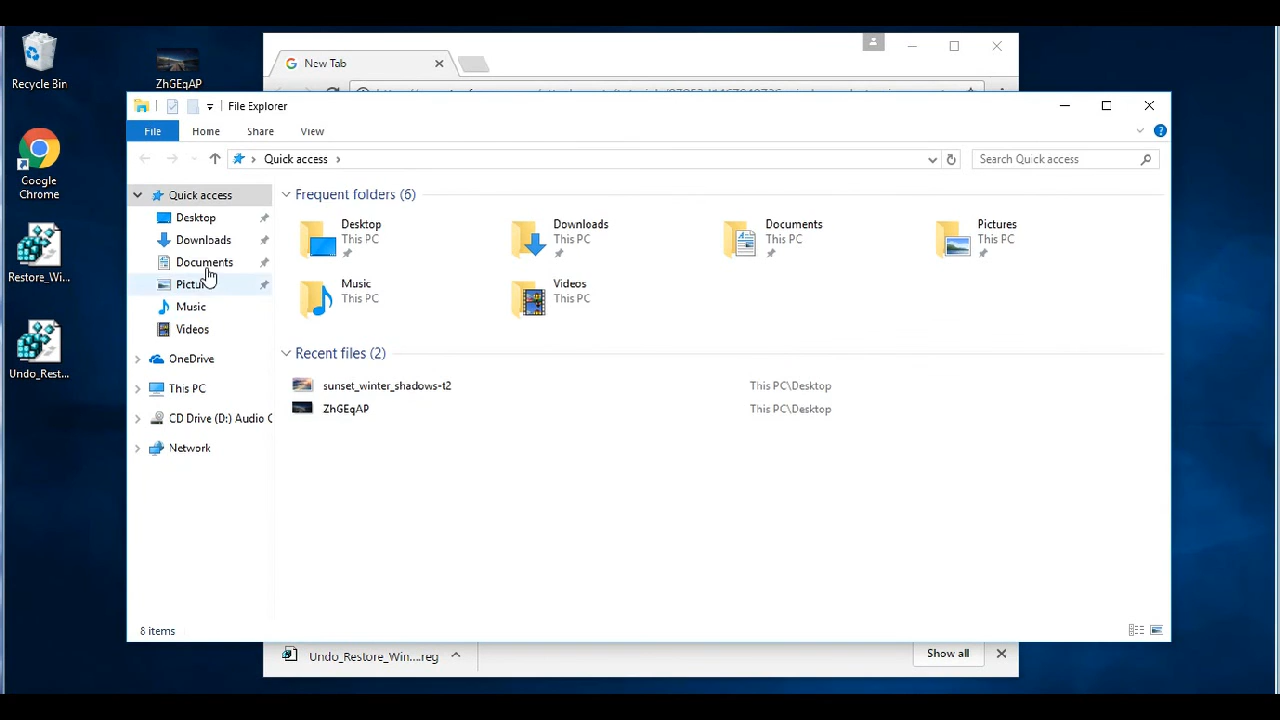 Recycle Bin
ZhGEqAP
Google Chrome
Restore_Wi...
Undo_Rest...
New Tab
File Explorer
File
Home
Share
View
Quick access
Search Quick access
Quick access
Desktop
Downloads
Documents
Music
Videos
OneDrive
This PC
CD Drive (D:) Audio C
Network
Frequent folders (6)
Desktop
This PC
Downloads
This PC
Documents
This PC
Pictures
This PC
Music
This PC
Videos
This PC
Recent files (2)
sunset_winter_shadows-t2
This PC\Desktop
ZhGEqAP
This PC\Desktop
8 items
Undo_Restore_Win....reg
Show all